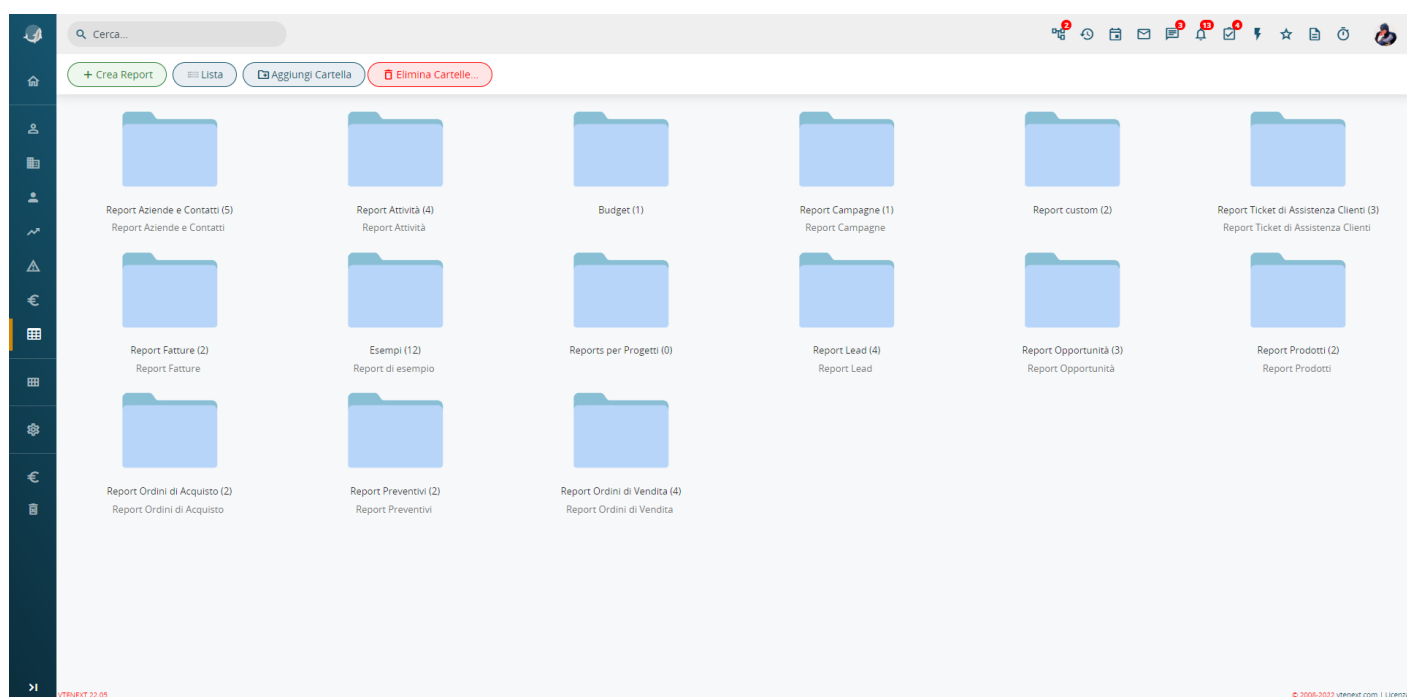 Cerca...
2
3
13
4
+ Crea Report
Lista
Aggiungi Cartella
Elimina Cartelle...
Report Aziende e Contatti (5)
Report Aziende e Contatti
Report Attività (4)
Report Attività
Budget (1)
Report Campagne (1)
Report Campagne
Report custom (2)
Report Ticket di Assistenza Clienti (3)
Report Ticket di Assistenza Clienti
Report Fatture (2)
Report Fatture
Esempi (12)
Report di esempio
Reports per Progetti (0)
Report Lead (4)
Report Lead
Report Opportunità (3)
Report Opportunità
Report Prodotti (2)
Report Prodotti
Report Ordini di Acquisto (2)
Report Ordini di Acquisto
Report Preventivi (2)
Report Preventivi
Report Ordini di Vendita (4)
Report Ordini di Vendita
VTENEXT 22.05
© 2008-2022 vtenext.com | Licenza